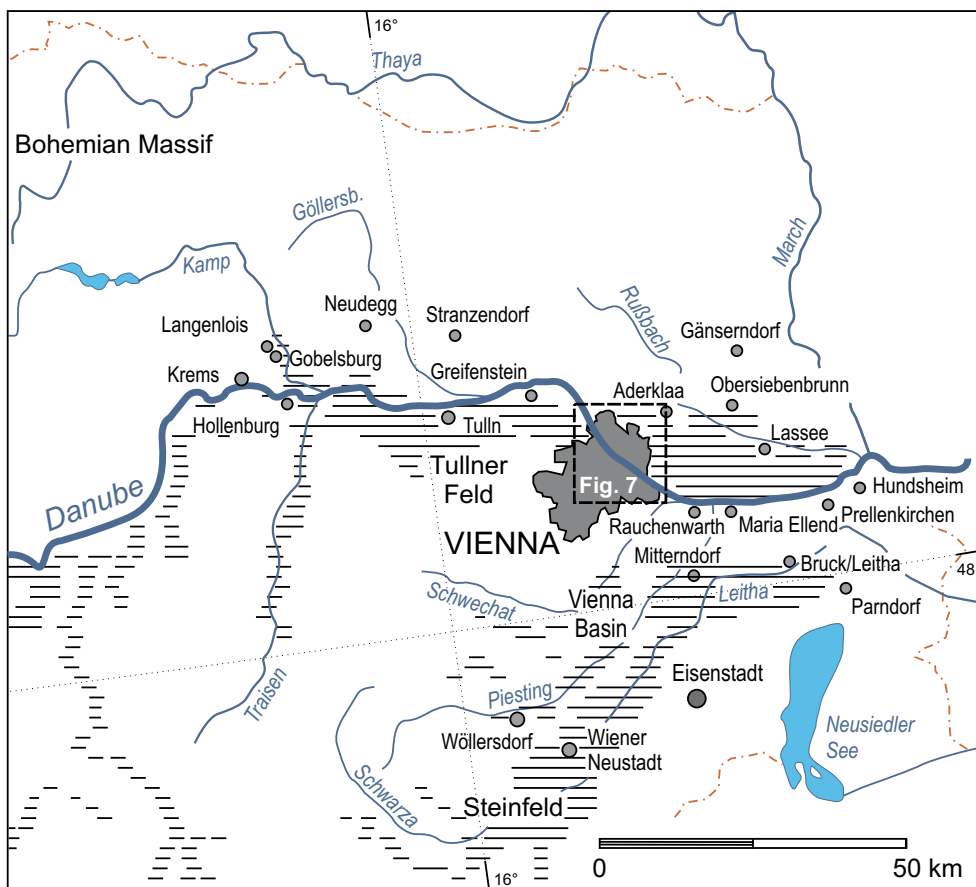 16°
Thaya
Bohemian Massif
Göllersb.
March
Kamp
Neudegg
Stranzendorf
Rußbach
Gänserndorf
Langenlois
Gobelsburg
Greifenstein
Krems
Aderklaa
Obersiebenbrunn
Hollenburg
Tulln
Lassee
Tullner
Feld
Fig. 7
Danube
Hundsheim
VIENNA
Rauchenwarth
Maria Ellend
Prellenkirchen
Mitterndorf
Bruck/Leitha
48°
Schwechat
Vienna
Basin
Leitha
Parndorf
Traisen
Piesting
Eisenstadt
Wöllersdorf
Wiener
Neustadt
Neusiedler
See
Schwarza
Steinfeld
16°
0
50 km